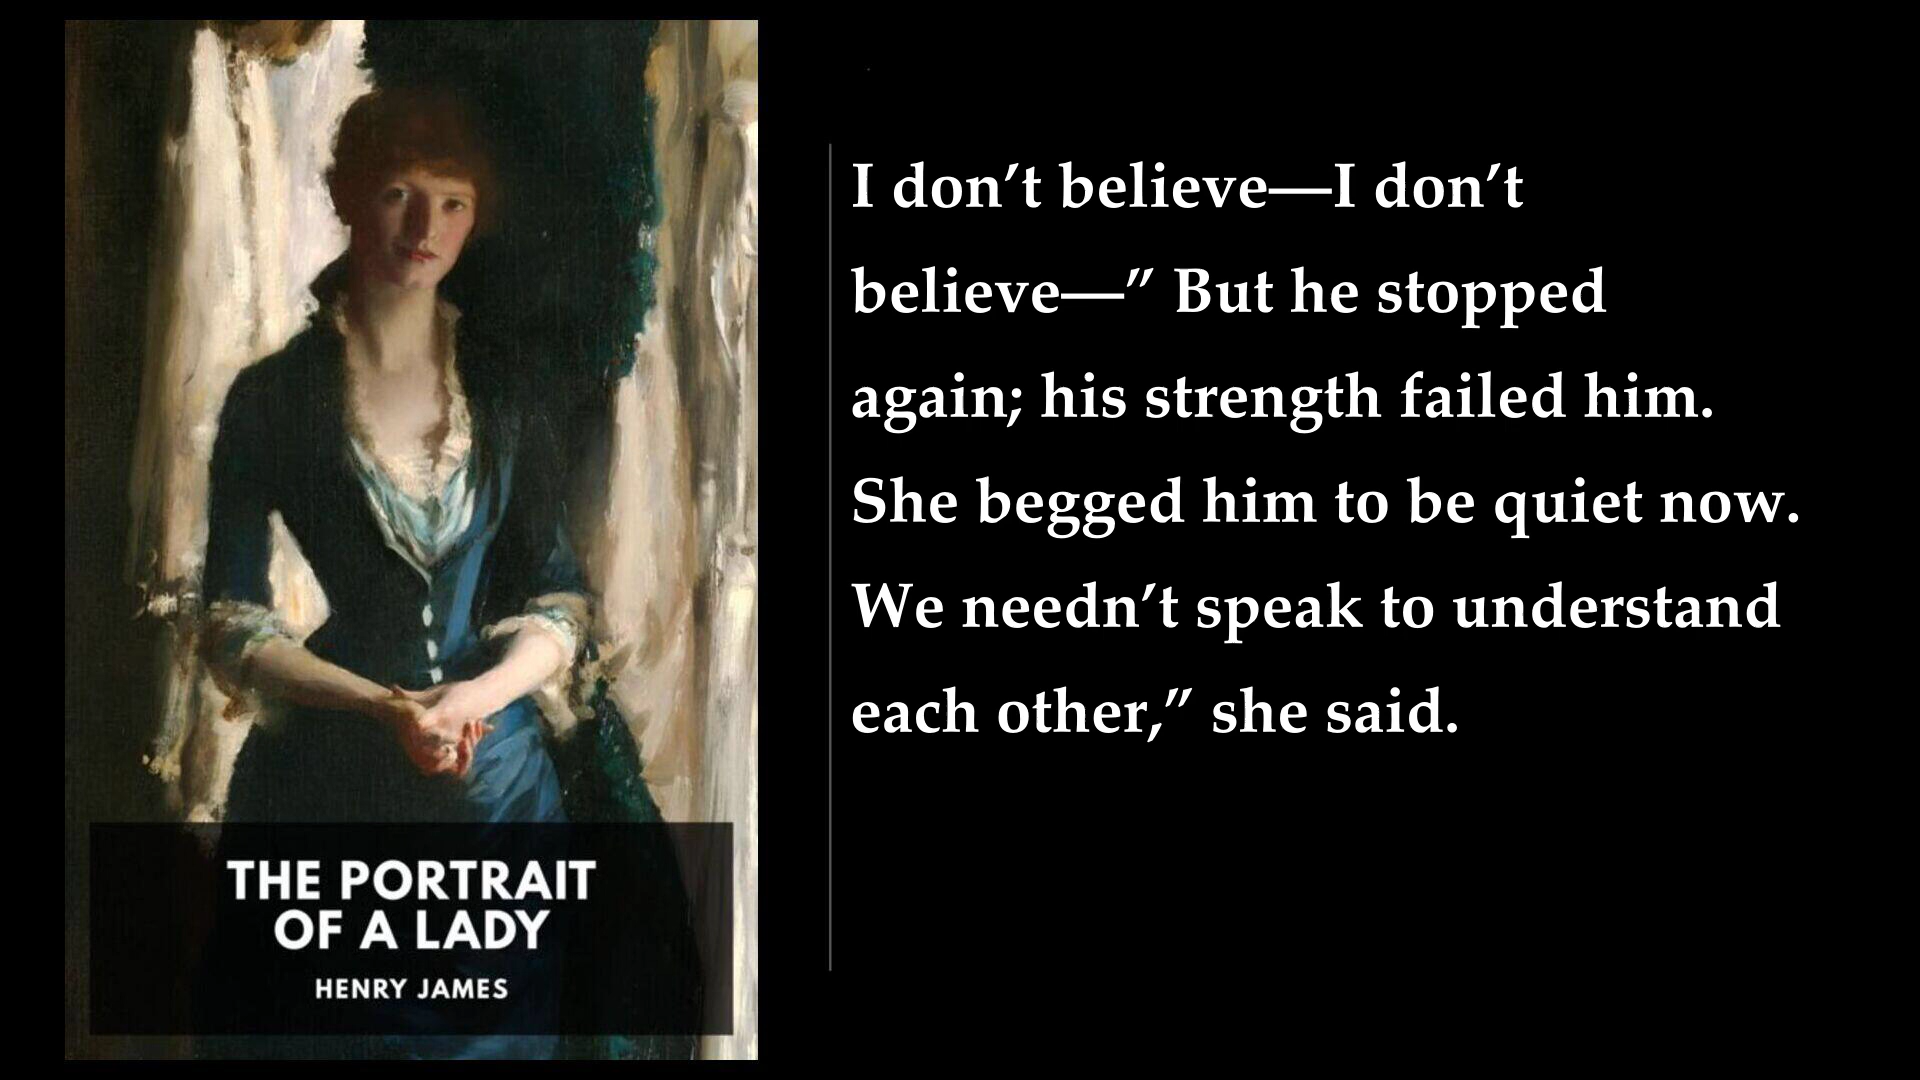 THE PORTRAIT
OF A LADY
HENRY JAMES
I don’t believe—I don’t
believe—” But he stopped
again; his strength failed him.
She begged him to be quiet now.
We needn’t speak to understand
each other,” she said.